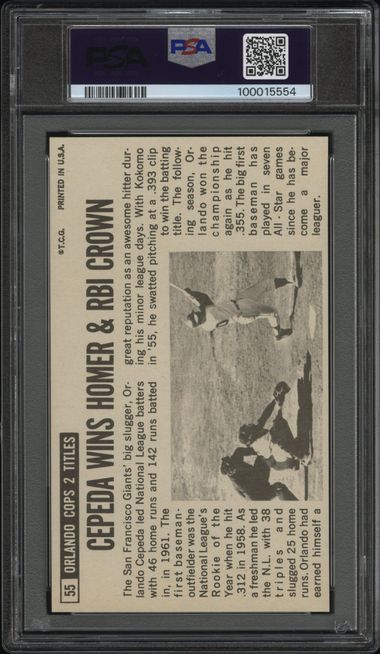 PSA
PSA
100015554
55 ORLANDO COPS 2 TITLES
©T.C.G. PRINTED IN U.S.A.
CEPEDA WINS HOMER & RBI CROWN
The San Francisco Giants' big slugger, Or-
lando Cepeda led National League batters
with 46 home runs and 142 runs batted
in, in 1961. The
first baseman-
outfielder was the
National League's
Rookie of the
Year when he hit
.312 in 1958. As
a freshman he led
the N.L. with 38
triples and
slugged 25 home
runs. Orlando had
earned himself a
great reputation as an awesome hitter dur-
ing his minor league days. With Kokomo
in '55, he swatted pitching at a .393 clip
to win the batting
title. The follow-
ing season, Or-
lando won the
championship
again as he hit
.355. The big first
baseman has
played in seven
All-Star games
since he has be-
come a major
leaguer.